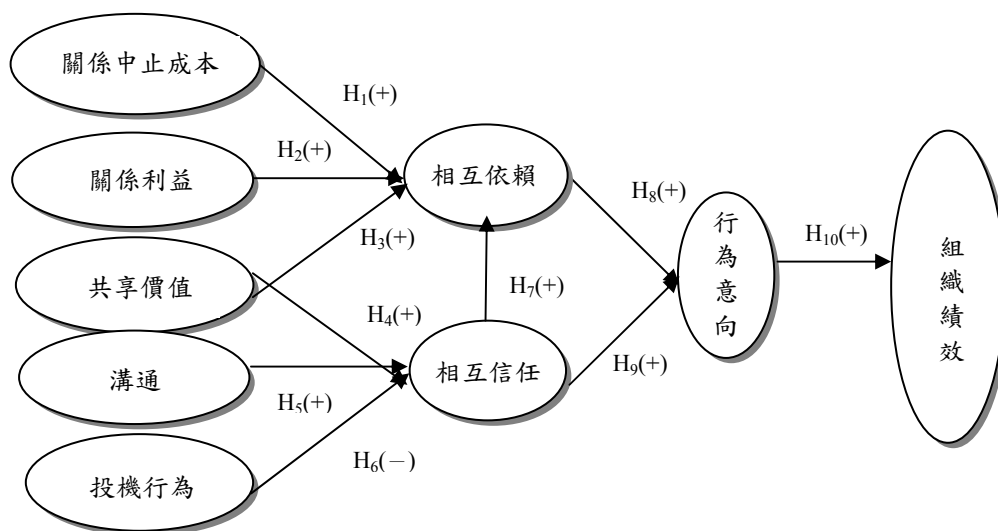 關係中止成本
H₁(+)
H₂(+)
關係利益
相互依賴
H₈(+)
行為意向
H₁₀(+)
組織績效
H₃(+)
共享價值
H₇(+)
H₄(+)
溝通
相互信任
H₉(+)
H₅(+)
H₆(−)
投機行為